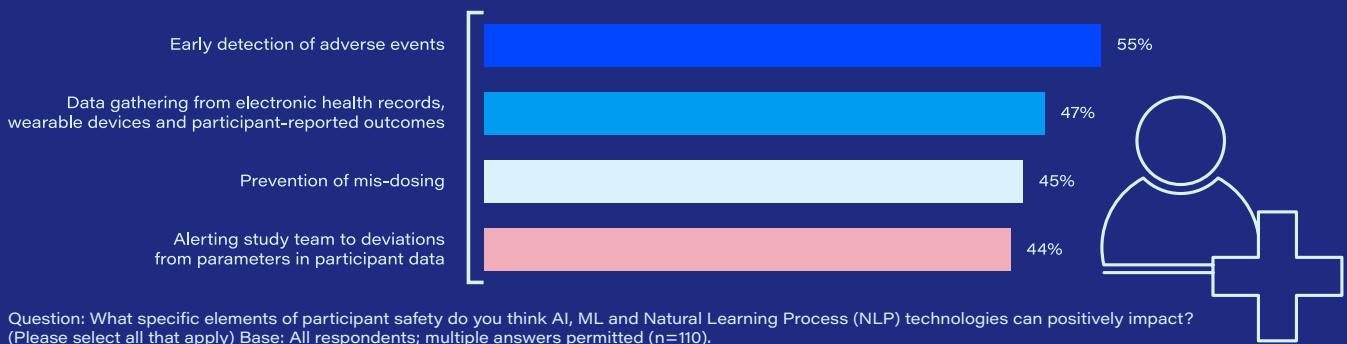 Early detection of adverse events
55%
Data gathering from electronic health records,
wearable devices and participant-reported outcomes
47%
Prevention of mis-dosing
45%
Alerting study team to deviations
from parameters in participant data
44%
Question: What specific elements of participant safety do you think AI, ML and Natural Learning Process (NLP) technologies can positively impact?
(Please select all that apply) Base: All respondents; multiple answers permitted (n=110).